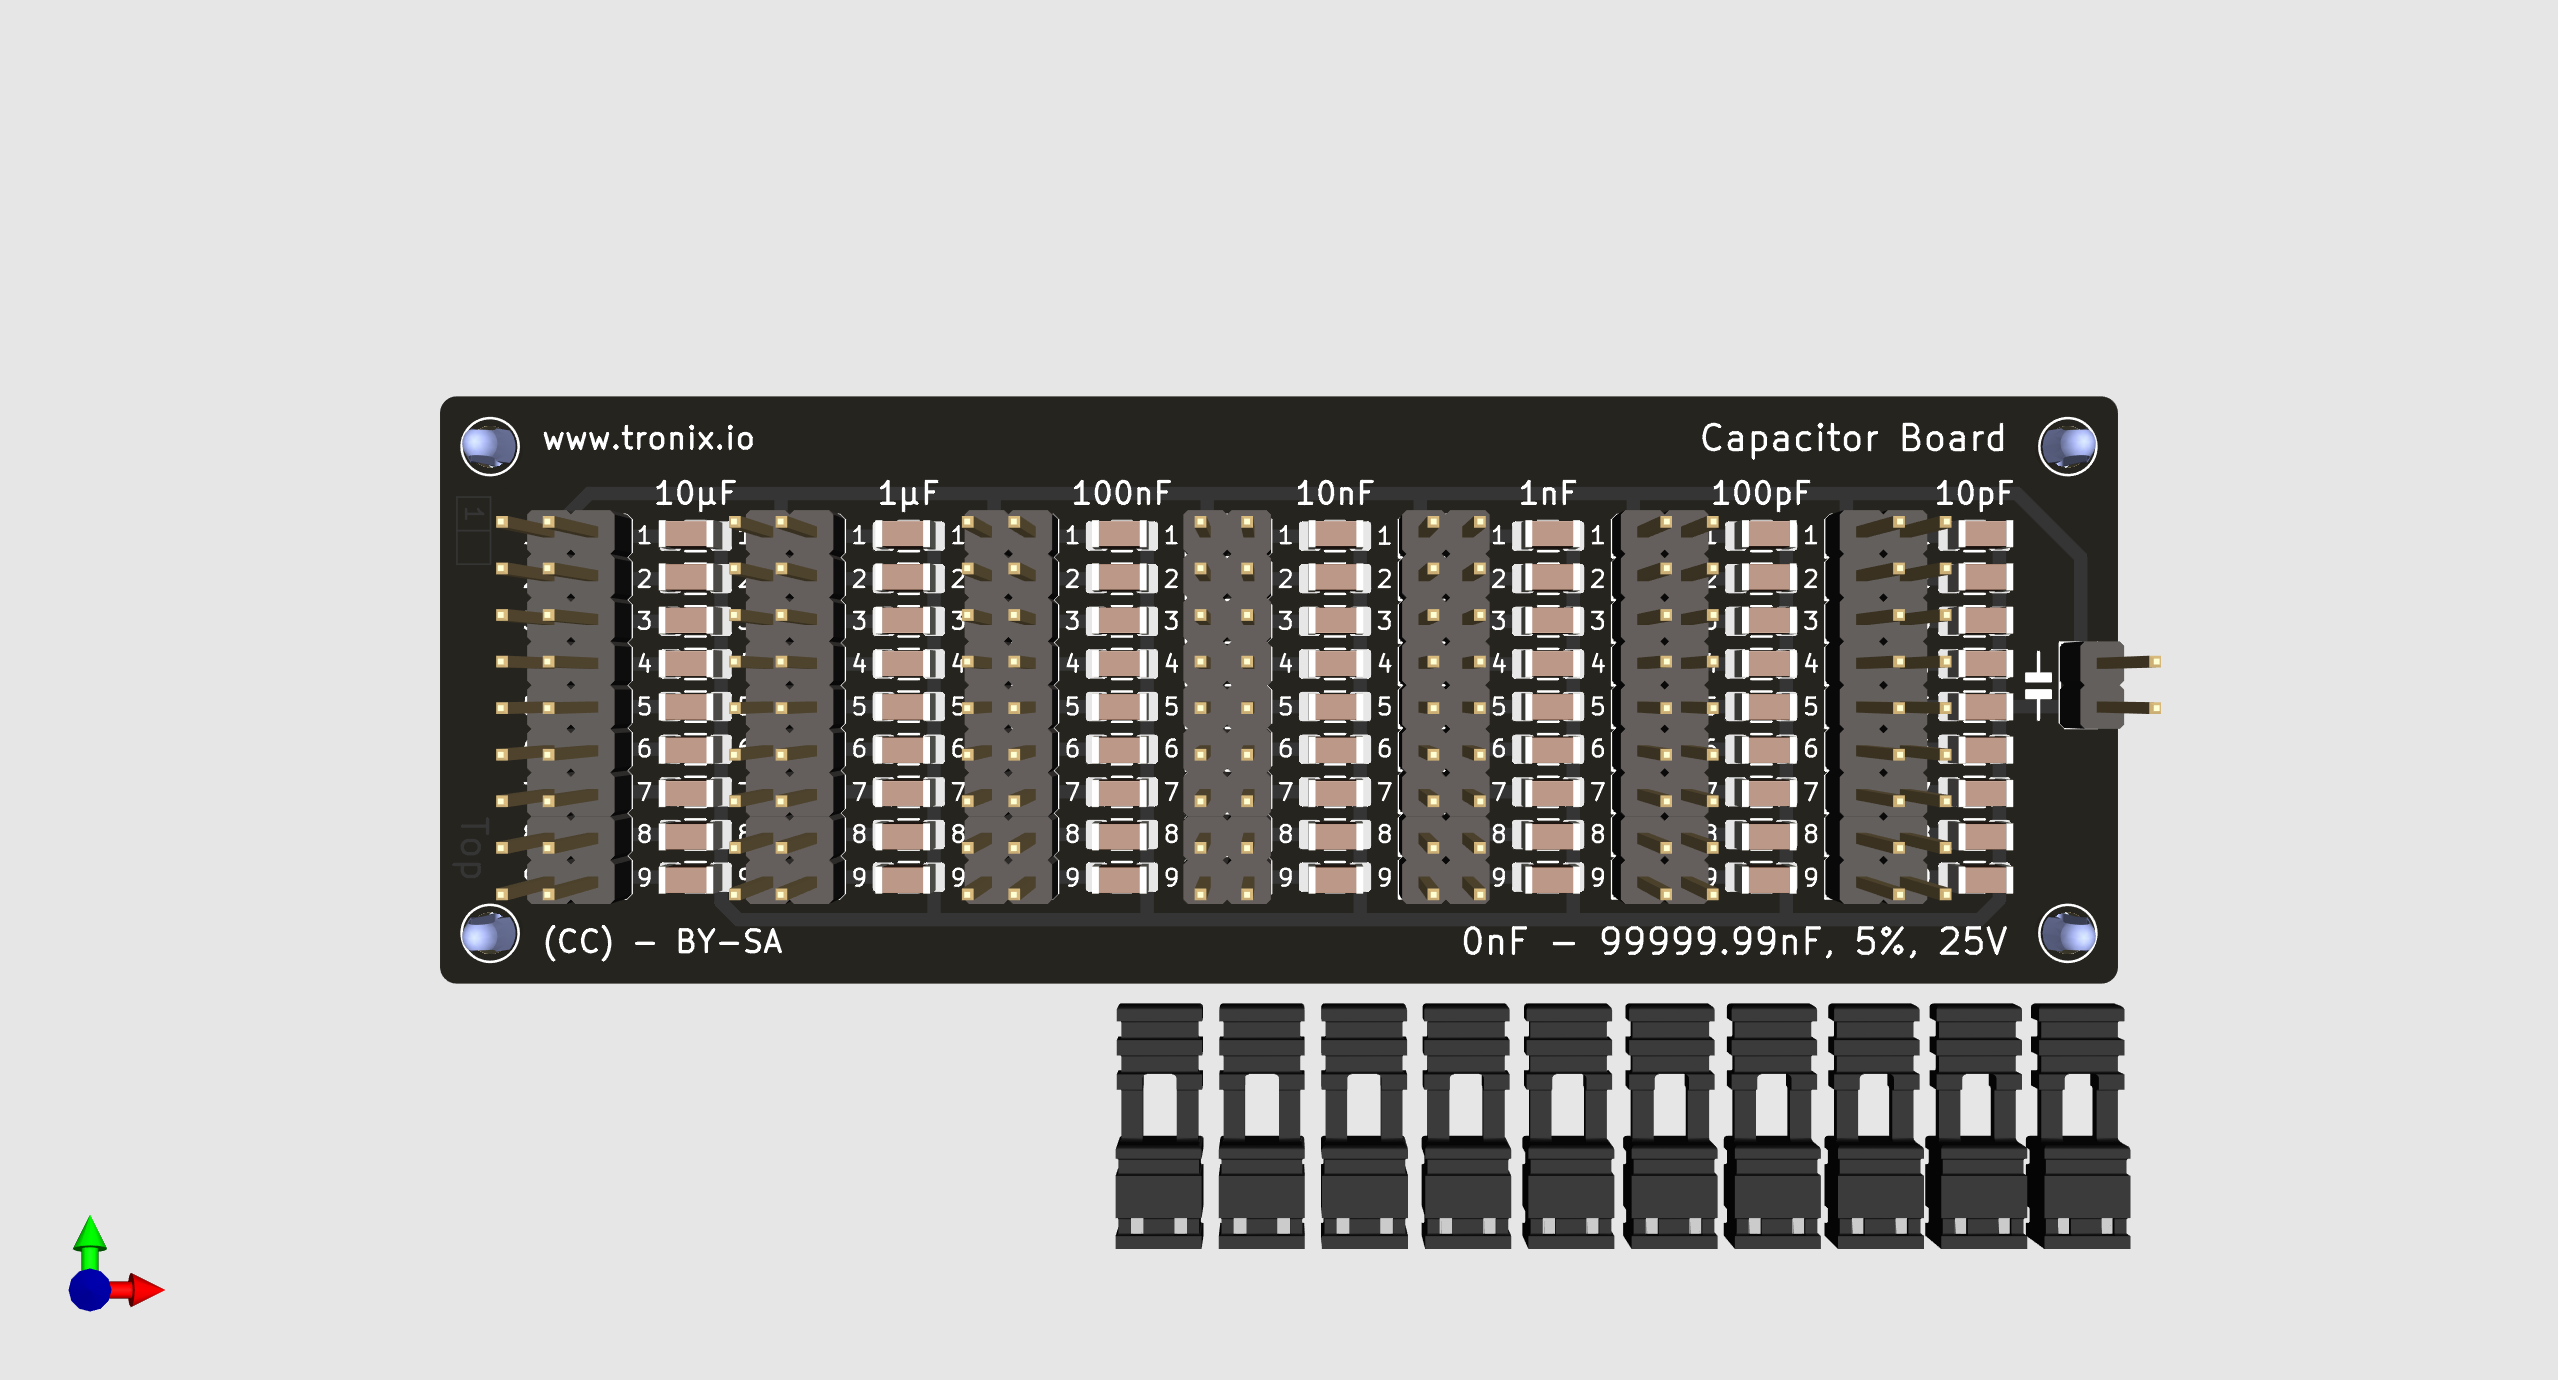 www.tronix.io
Capacitor Board
10µF 1µF 100nF 10nF 1nF 100pF 10pF
1 1 1 1 1 1 1 1 1 1 1
2 2 2 2 2 2 2 2 2 2 2
3 3 3 3 3 3 3 3 3 3 3
4 4 4 4 4 4 4 4 4 4 4
5 5 5 5 5 5 5 5 5 5 5
6 6 6 6 6 6 6 6 6 6 6
7 7 7 7 7 7 7 7 7 7 7
8 8 8 8 8 8 8 8 8 8 8
9 9 9 9 9 9 9 9 9 9 9
1
Top
(CC) - BY-SA
0nF - 99999.99nF, 5%, 25V